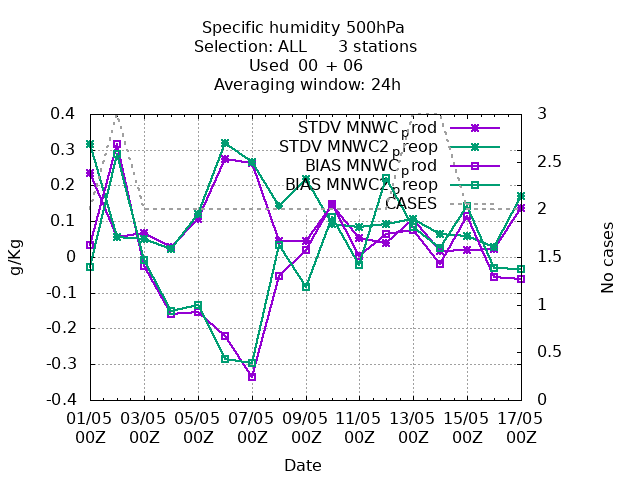 Specific humidity 500hPa
Selection: ALL 3 stations
Used 00 + 06
Averaging window: 24h
0.4
0.3
0.2
0.1
0
-0.1
-0.2
-0.3
-0.4
g/Kg
STDV MNWC_prod
STDV MNWC2_preop
BIAS MNWC_prod
BIAS MNWC2_preop
CASES
3
2.5
2
1.5
1
0.5
0
No cases
01/05 03/05 05/05 07/05 09/05 11/05 13/05 15/05 17/05
00Z 00Z 00Z 00Z 00Z 00Z 00Z 00Z 00Z
Date